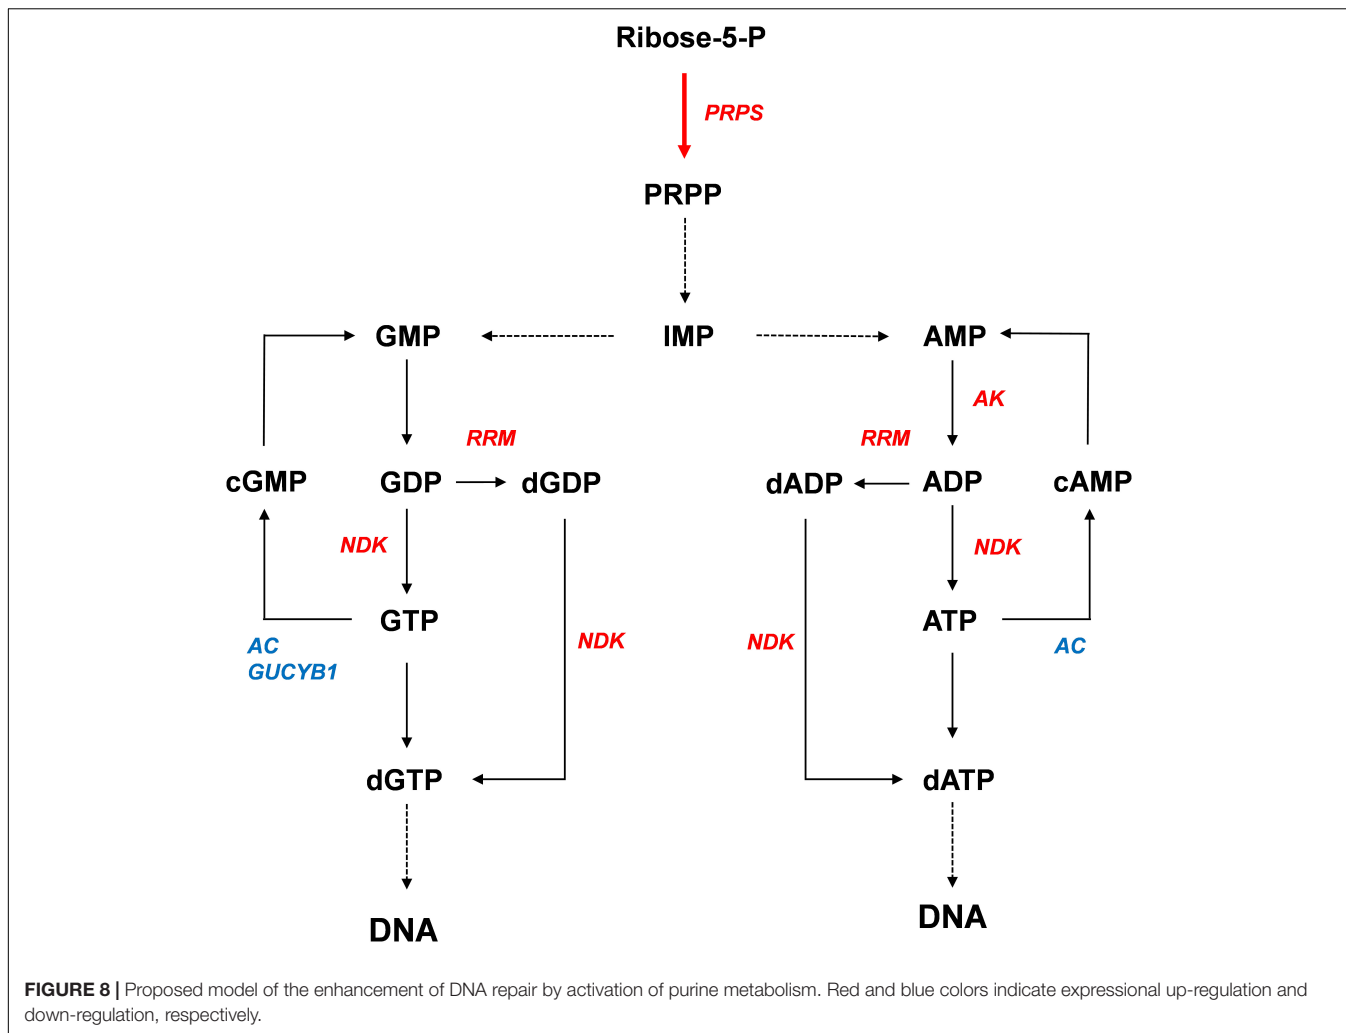 Ribose-5-P
PRPS
PRPP
GMP
IMP
AMP
AK
RRM
RRM
cGMP
GDP
dGDP
dADP
ADP
cAMP
NDK
NDK
GTP
ATP
AC
GUCYB1
NDK
NDK
AC
dGTP
dATP
DNA
DNA
FIGURE 8 | Proposed model of the enhancement of DNA repair by activation of purine metabolism. Red and blue colors indicate expressional up-regulation and
down-regulation, respectively.